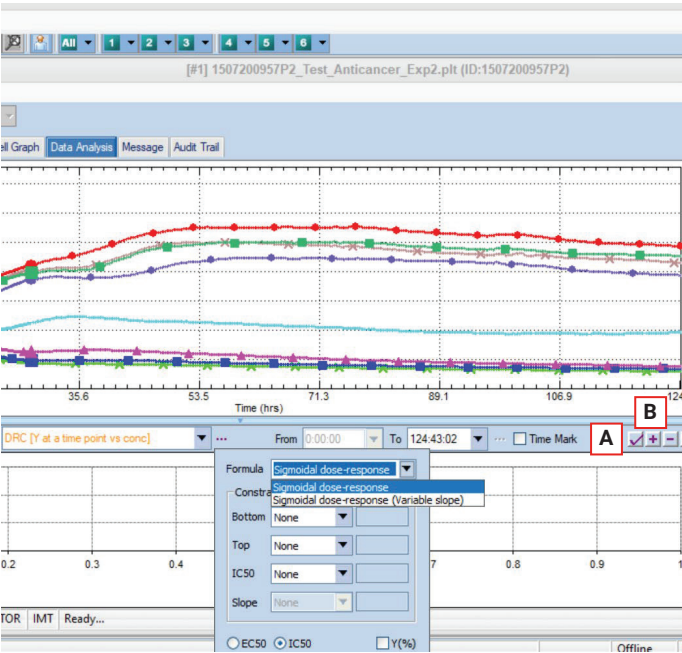 All 1 2 3 4 5 6
[#1] 1507200957P2_Test_Anticancer_Exp2.plt (ID:1507200957P2)
ell Graph Data Analysis Message Audit Trail
35.6 53.5 71.3 89.1 106.9 124
Time (hrs)
B
DRC [Y at a time point vs conc] ... From 0:00:00 To 124:43:02 ... Time Mark A
Formula Sigmoidal dose-response
Sigmoidal dose-response
Constra
Sigmoidal dose-response (Variable slope)
Bottom None
Top None
0.2 0.3 0.4 7 0.8 0.9 1
IC50 None
Slope None
TOR IMT Ready...
EC50 IC50 Y(%)
Offline